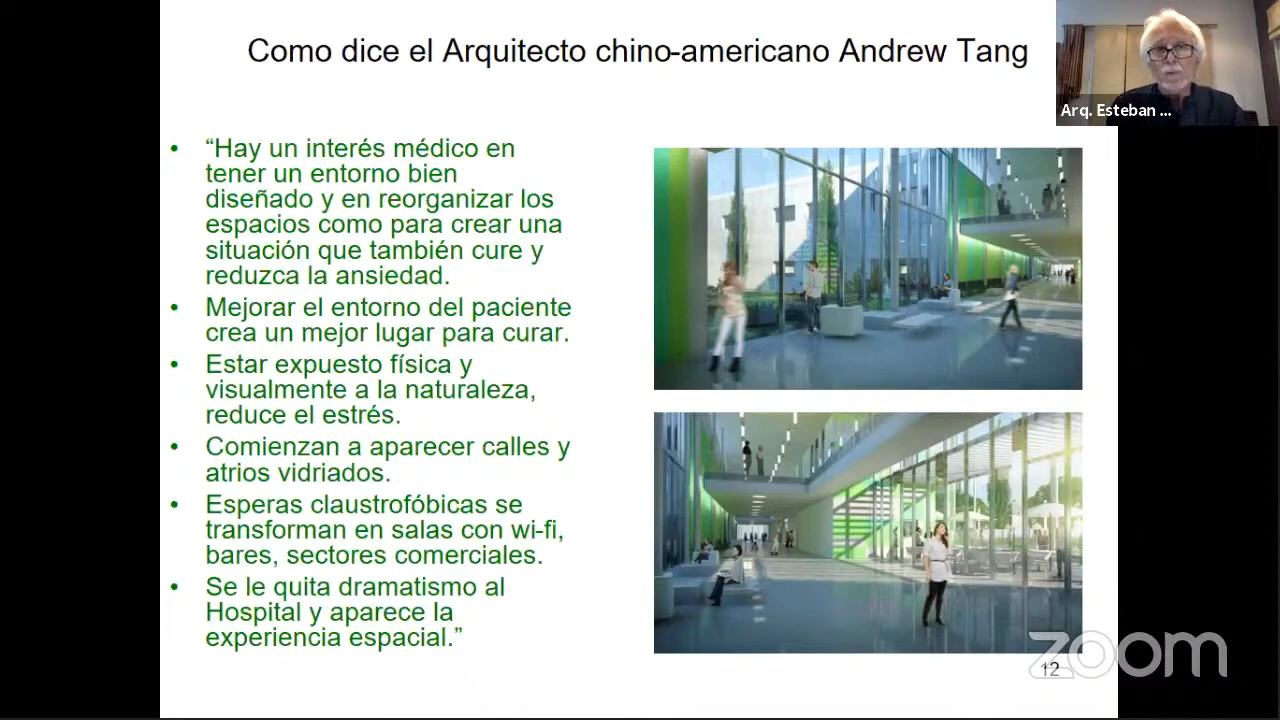 Como dice el Arquitecto chino-americano Andrew Tang
Arq. Esteban ...
• “Hay un interés médico en
tener un entorno bien
diseñado y en reorganizar los
espacios como para crear una
situación que también cure y
reduzca la ansiedad.
• Mejorar el entorno del paciente
crea un mejor lugar para curar.
• Estar expuesto física y
visualmente a la naturaleza,
reduce el estrés.
• Comienzan a aparecer calles y
atrios vidriados.
• Esperas claustrofóbicas se
transforman en salas con wi-fi,
bares, sectores comerciales.
• Se le quita dramatismo al
Hospital y aparece la
experiencia espacial.”
zoom
12